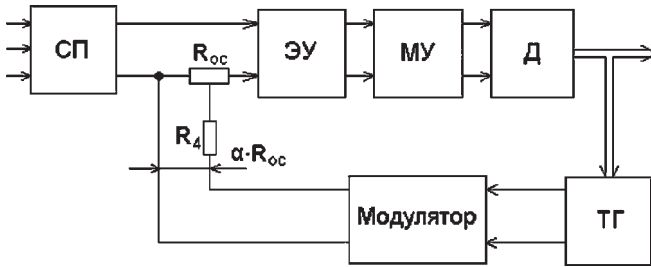 СП
R_ос
ЭУ
МУ
Д
R_4
α·R_ос
Модулятор
ТГ